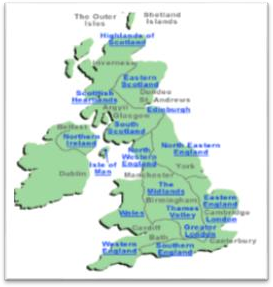 The Outer
Isles
Shetland
Islands
Highlands of
Scotland
Inverness
Eastern
Scotland
Scottish
Heartlands
Dundee
St. Andrews
Argyll
Edinburgh
Glasgow
South
Scotland
Belfast
Northern
Ireland
North
Western
England
North Eastern
England
Isle of
Man
York
Dublin
Manchester
The
Midlands
Birmingham
Eastern
England
Wales
Thames
Valley
Cambridge
London
Greater
London
Cardiff
Bath
Canterbury
Western
England
Southern
England